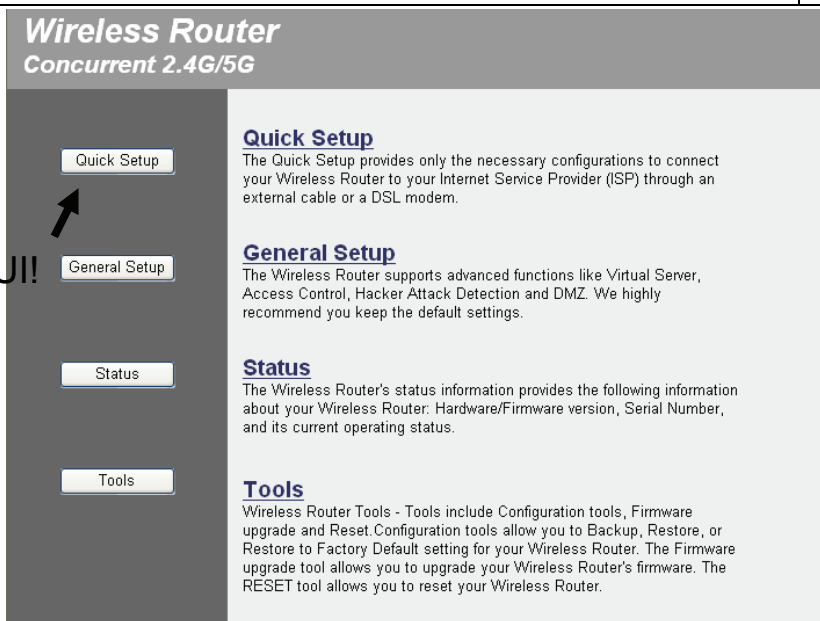 Wireless Router
Concurrent 2.4G/5G
Quick Setup
Quick Setup
The Quick Setup provides only the necessary configurations to connect
your Wireless Router to your Internet Service Provider (ISP) through an
external cable or a DSL modem.
UI!
General Setup
General Setup
The Wireless Router supports advanced functions like Virtual Server,
Access Control, Hacker Attack Detection and DMZ. We highly
recommend you keep the default settings.
Status
Status
The Wireless Router's status information provides the following information
about your Wireless Router: Hardware/Firmware version, Serial Number,
and its current operating status.
Tools
Tools
Wireless Router Tools - Tools include Configuration tools, Firmware
upgrade and Reset.Configuration tools allow you to Backup, Restore, or
Restore to Factory Default setting for your Wireless Router. The Firmware
upgrade tool allows you to upgrade your Wireless Router's firmware. The
RESET tool allows you to reset your Wireless Router.